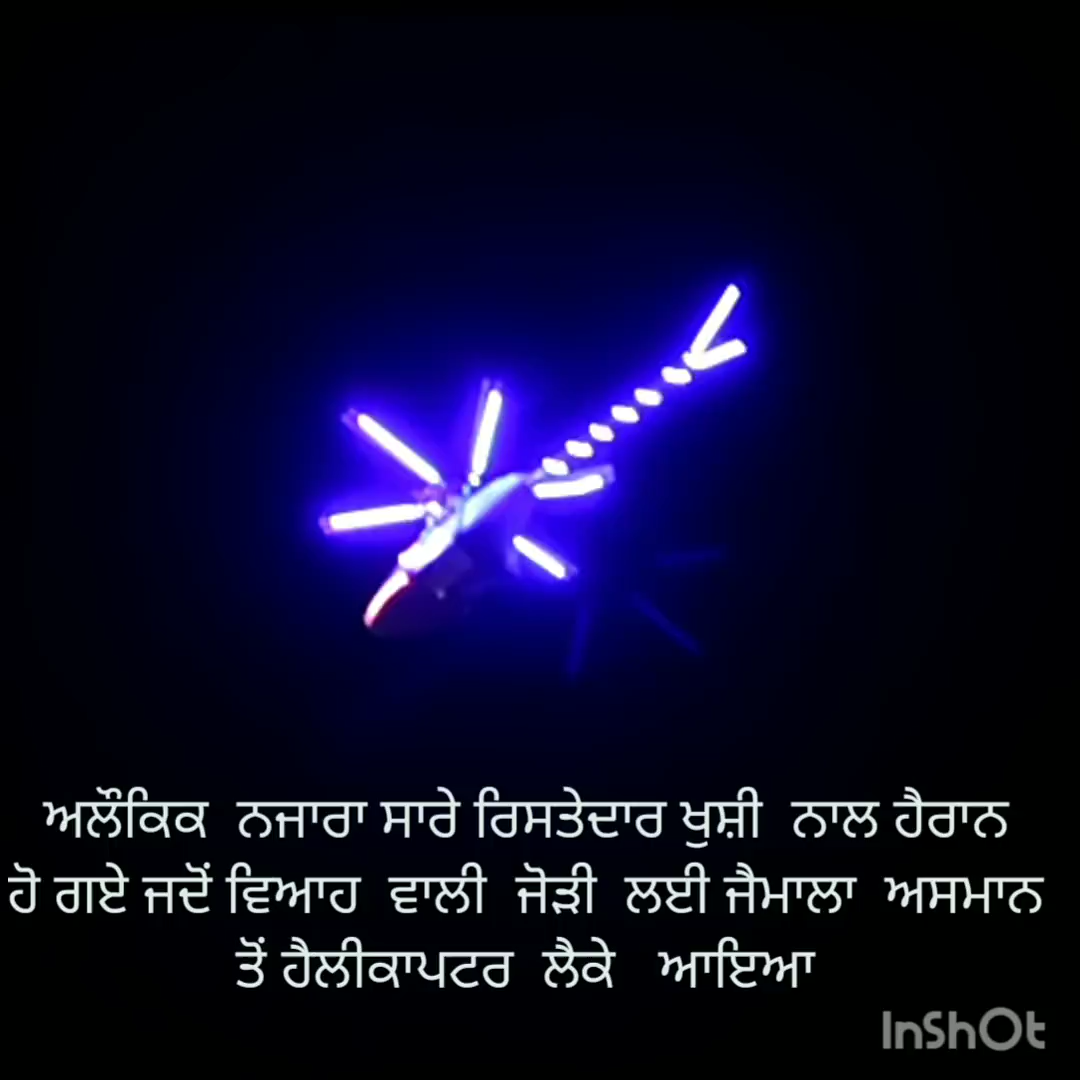 ਅਲੌਕਿਕ ਨਜਾਰਾ ਸਾਰੇ ਰਿਸਤੇਦਾਰ ਖੁਸ਼ੀ ਨਾਲ ਹੈਰਾਨ
ਹੋ ਗਏ ਜਦੋਂ ਵਿਆਹ ਵਾਲੀ ਜੋੜੀ ਲਈ ਜੈਮਾਲਾ ਅਸਮਾਨ
ਤੋਂ ਹੈਲੀਕਾਪਟਰ ਲੈਕੇ ਆਇਆ
InShOt